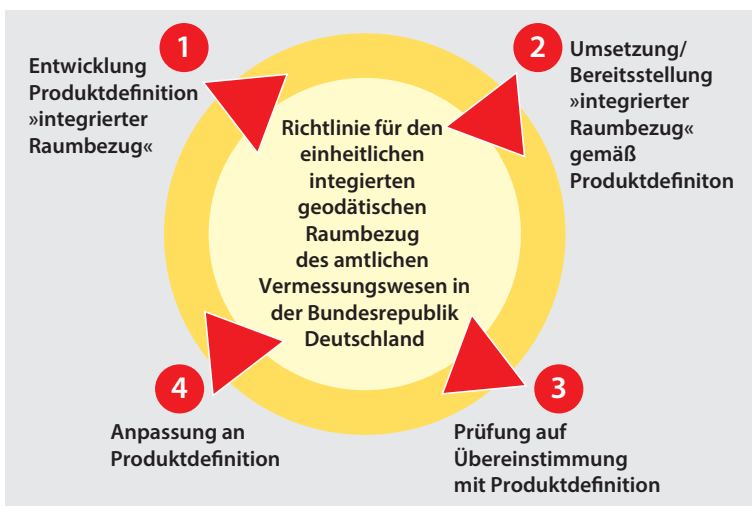 1
Entwicklung
Produktdefinition
»integrierter
Raumbezug«
2
Umsetzung/
Bereitsstellung
»integrierter
Raumbezug«
gemäß
Produktdefiniton
Richtlinie für den
einheitlichen
integrierten
geodätischen
Raumbezug
des amtlichen
Vermessungswesen in
der Bundesrepublik
Deutschland
3
Prüfung auf
Übereinstimmung
mit Produktdefinition
4
Anpassung an
Produktdefinition